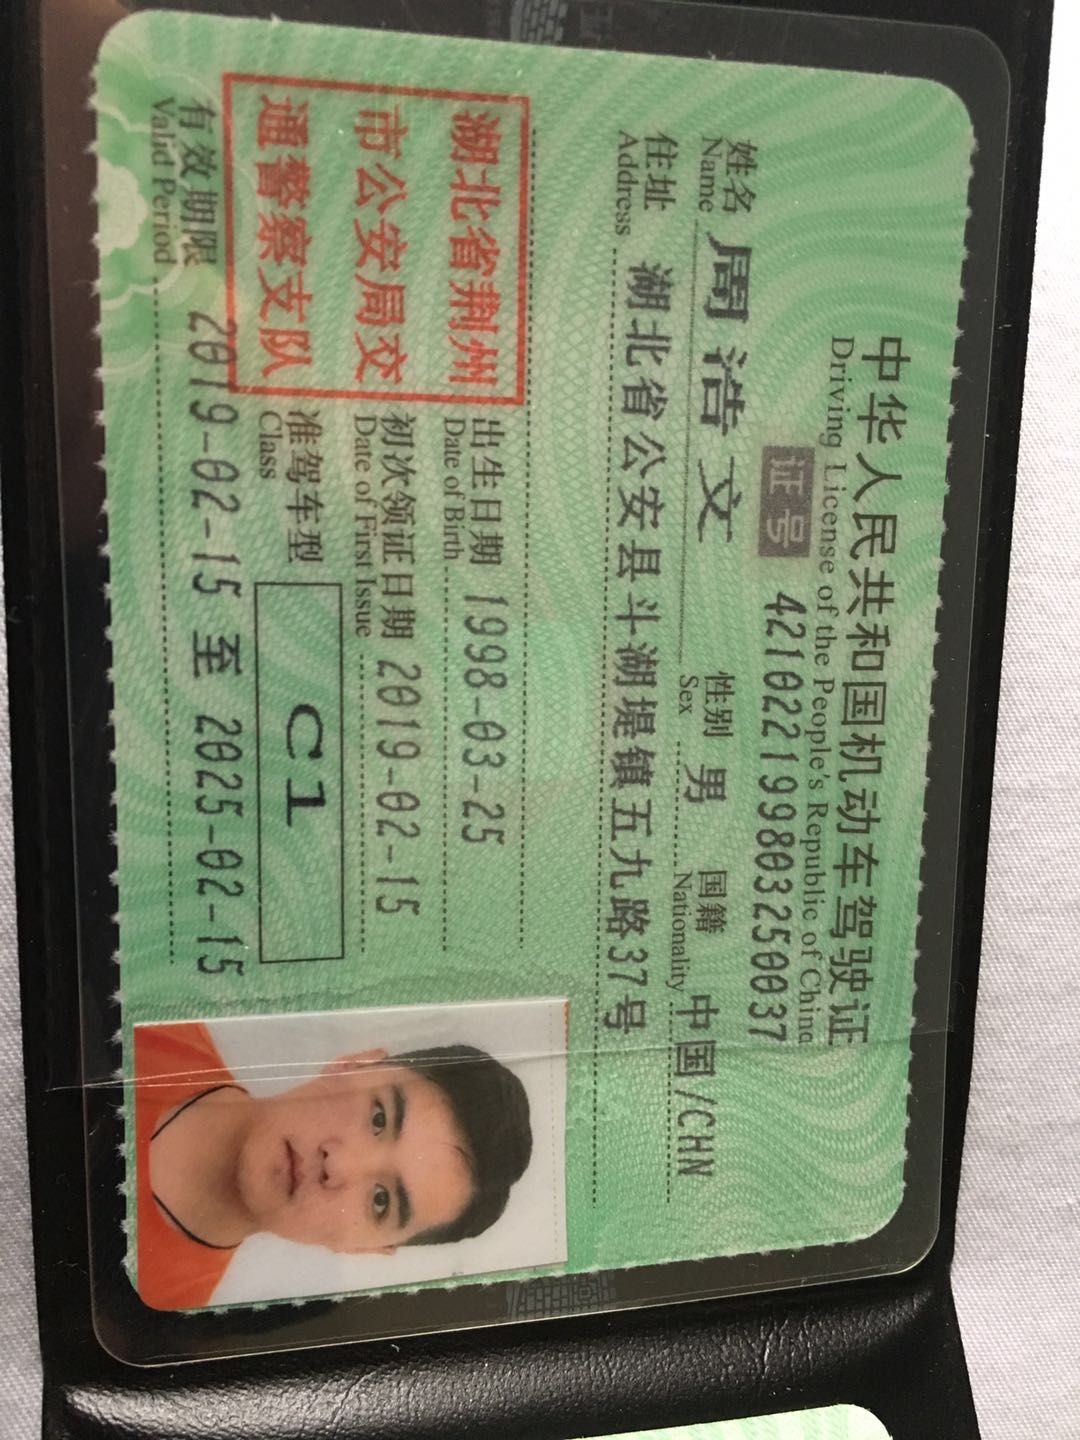 中华人民共和国机动车驾驶证
Driving License of the People's Republic of China
证号 421022199803250037
姓名 周浩文 性别 男 国籍 中国/CHN
Name Sex Nationality
住址 湖北省公安县斗湖堤镇五九路37号
Address
湖北省荆州
市公安局交
通警察支队
出生日期 1998-03-25
Date of Birth
初次领证日期 2019-02-15
Date of First Issue
准驾车型 C1
Class
有效期限 2019-02-15 至 2025-02-15
Valid Period